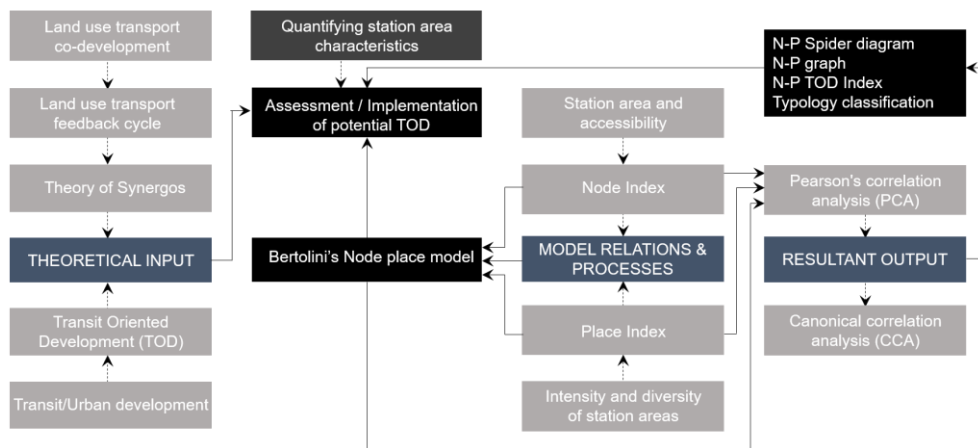 Land use transport
co-development
Land use transport
feedback cycle
Theory of Synergos
THEORETICAL INPUT
Transit Oriented
Development (TOD)
Transit/Urban development
Quantifying station area
characteristics
Assessment / Implementation
of potential TOD
Bertolini's Node place model
Station area and
accessibility
Node Index
MODEL RELATIONS &
PROCESSES
Place Index
Intensity and diversity
of station areas
N-P Spider diagram
N-P graph
N-P TOD Index
Typology classification
Pearson's correlation
analysis (PCA)
RESULTANT OUTPUT
Canonical correlation
analysis (CCA)